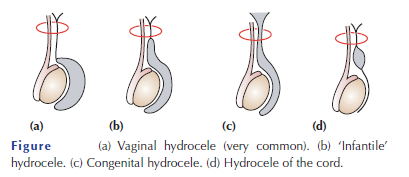 (a) (b) (c) (d)
Figure (a) Vaginal hydrocele (very common). (b) ‘Infantile’
hydrocele. (c) Congenital hydrocele. (d) Hydrocele of the cord.